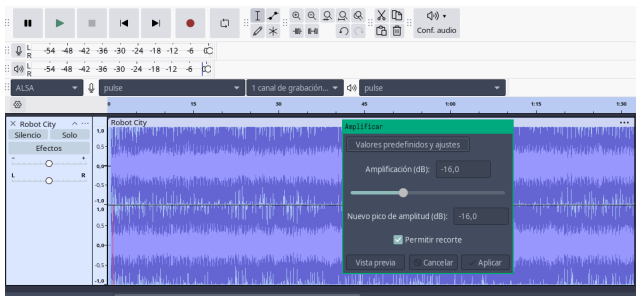 Conf. audio
L -54 -48 -42 -36 -30 -24 -18 -12 -6
R
L -54 -48 -42 -36 -30 -24 -18 -12 -6
R
ALSA pulse 1 canal de grabación... pulse
0 15 30 45 1:00 1:15 1:30
× Robot City ...
Silencio Solo
Efectos
- +
L R
Robot City ...
1,0
0,5
0,0
-0,5
-1,0
1,0
0,5
0,0
-0,5
-1,0
Amplificar
Valores predefinidos y ajustes
Amplificación (dB): -16,0
Nuevo pico de amplitud (dB): -16,0
Permitir recorte
Vista previa Cancelar Aplicar